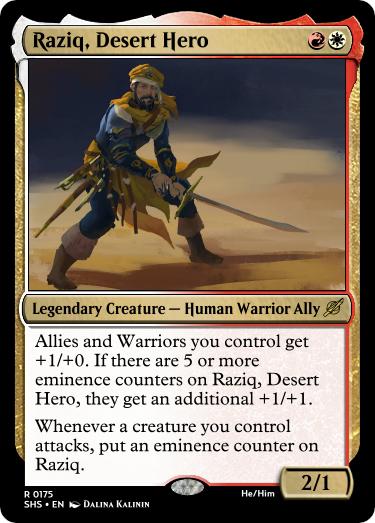 Raziq, Desert Hero
Legendary Creature — Human Warrior Ally
Allies and Warriors you control get
+1/+0. If there are 5 or more
eminence counters on Raziq, Desert
Hero, they get an additional +1/+1.
Whenever a creature you control
attacks, put an eminence counter on
Raziq.
2/1
R 0175
He/Him
SHS • EN Dalina Kalinin